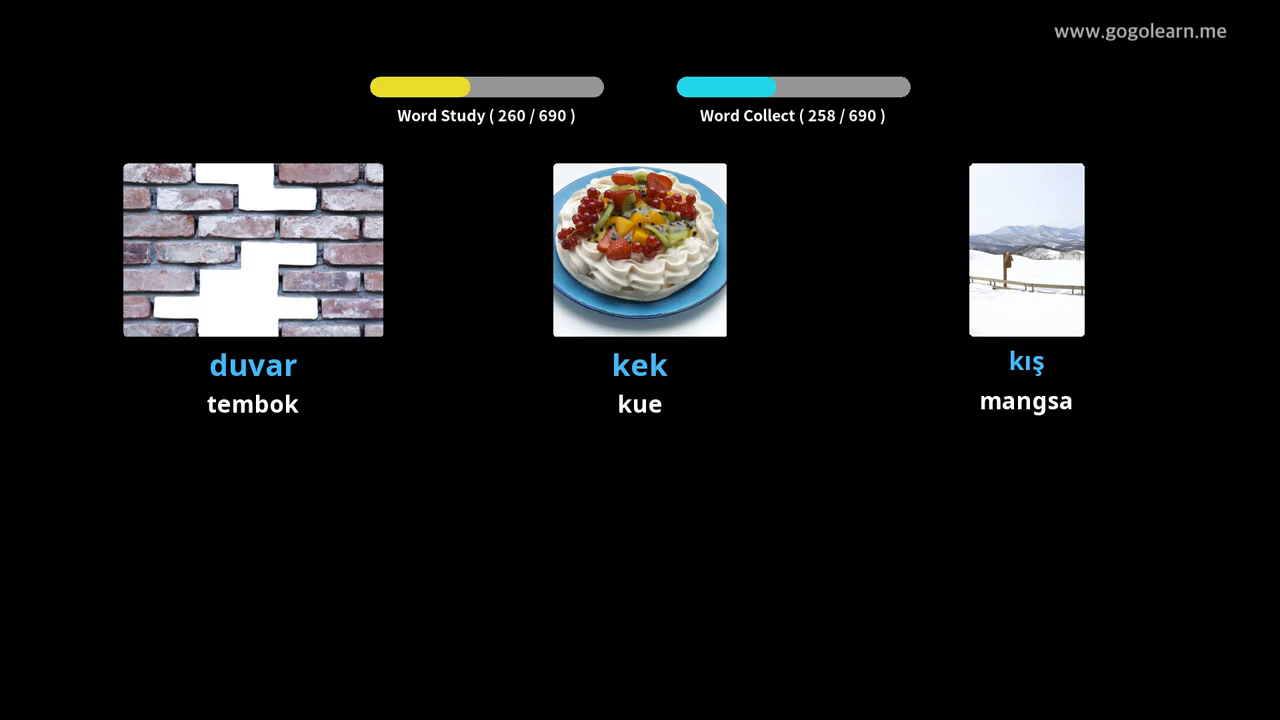 www.gogolearn.me
Word Study ( 260 / 690 )
Word Collect ( 258 / 690 )
duvar
tembok
kek
kue
kış
mangsa